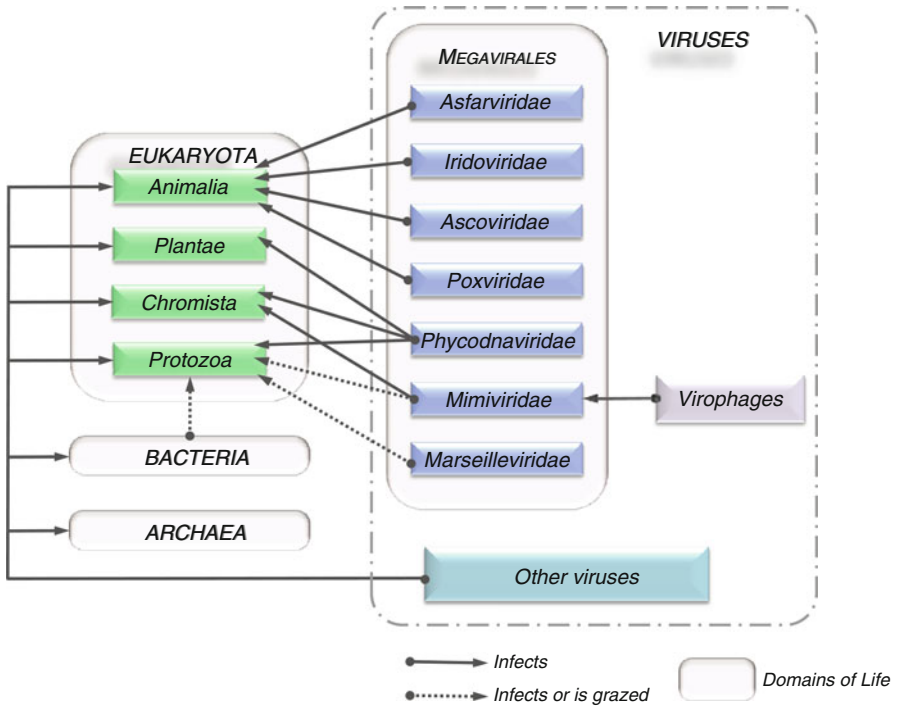 VIRUSES
MEGAVIRALES
Asfarviridae
Iridoviridae
Ascoviridae
Poxviridae
Phycodnaviridae
Mimiviridae
Marseilleviridae
Virophages
Other viruses
EUKARYOTA
Animalia
Plantae
Chromista
Protozoa
BACTERIA
ARCHAEA
Infects
Infects or is grazed
Domains of Life